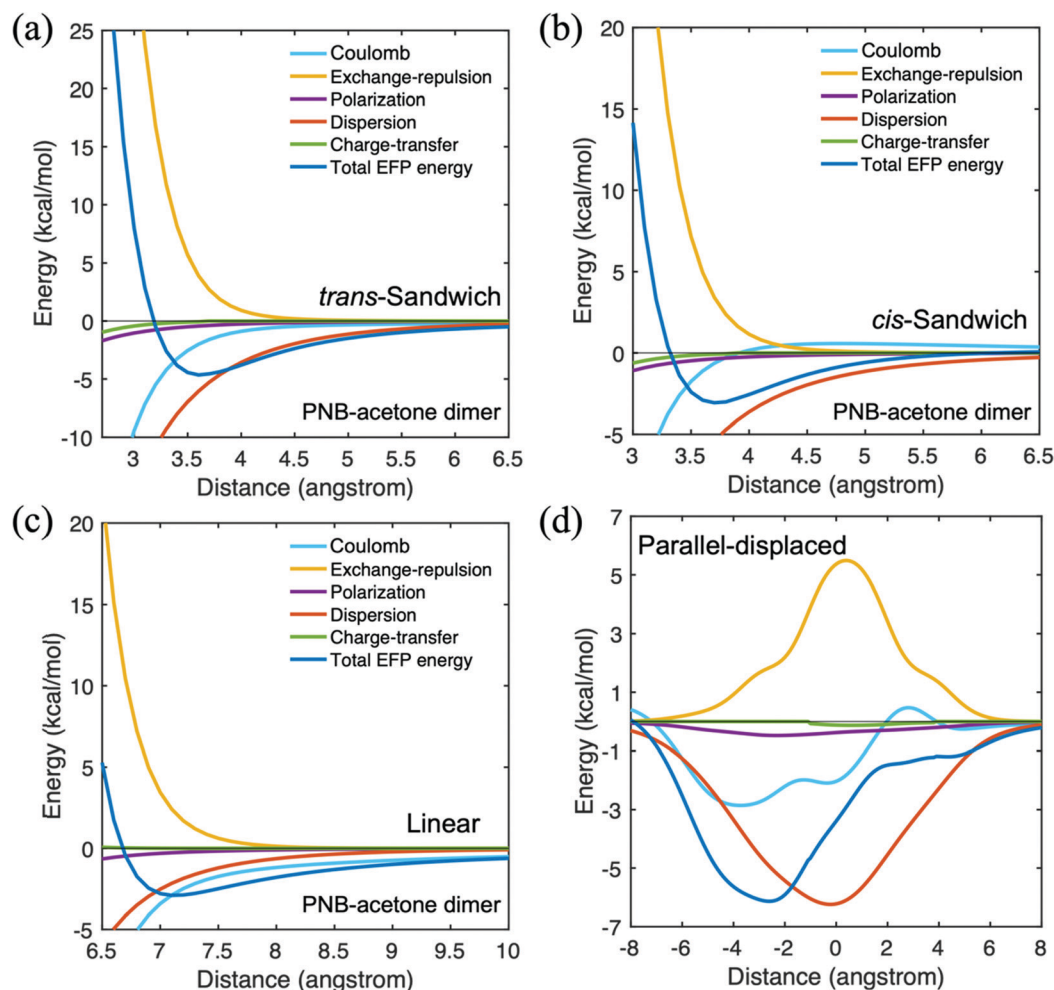 (a)
25
20
15
10
5
0
-5
-10
Energy (kcal/mol)
Coulomb
Exchange-repulsion
Polarization
Dispersion
Charge-transfer
Total EFP energy
trans-Sandwich
PNB-acetone dimer
3 3.5 4 4.5 5 5.5 6 6.5
Distance (angstrom)
(b)
20
15
10
5
0
-5
Energy (kcal/mol)
Coulomb
Exchange-repulsion
Polarization
Dispersion
Charge-transfer
Total EFP energy
cis-Sandwich
PNB-acetone dimer
3 3.5 4 4.5 5 5.5 6 6.5
Distance (angstrom)
(c)
20
15
10
5
0
-5
Energy (kcal/mol)
Coulomb
Exchange-repulsion
Polarization
Dispersion
Charge-transfer
Total EFP energy
Linear
PNB-acetone dimer
6.5 7 7.5 8 8.5 9 9.5 10
Distance (angstrom)
(d)
7
5
3
1
-1
-3
-5
-7
Energy (kcal/mol)
Parallel-displaced
-8 -6 -4 -2 0 2 4 6 8
Distance (angstrom)